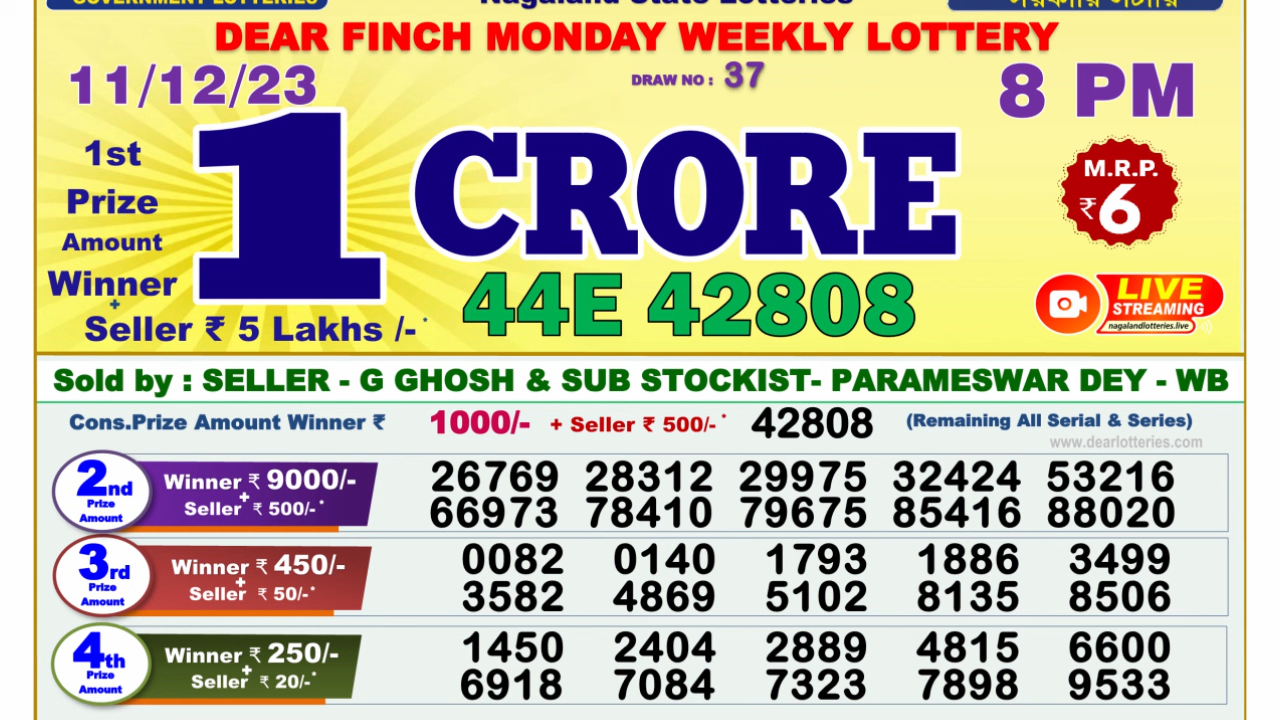 GOVERNMENT LOTTERIES
Nagaland State Lotteries
DEAR FINCH MONDAY WEEKLY LOTTERY
11/12/23
DRAW NO : 37
8 PM
1st
Prize
Amount
Winner
+
Seller ₹ 5 Lakhs /-*
1 CRORE
44E 42808
M.R.P.
₹6
LIVE
STREAMING
nagalandlotteries.live
Sold by : SELLER - G GHOSH & SUB STOCKIST- PARAMESWAR DEY - WB
Cons.Prize Amount Winner ₹ 1000/- + Seller ₹ 500/-* 42808 (Remaining All Serial & Series)
www.dearlotteries.com
2nd
Prize
Amount
Winner ₹ 9000/-
+
Seller ₹ 500/-*
26769 28312 29975 32424 53216
66973 78410 79675 85416 88020
3rd
Prize
Amount
Winner ₹ 450/-
+
Seller ₹ 50/-*
0082 0140 1793 1886 3499
3582 4869 5102 8135 8506
4th
Prize
Amount
Winner ₹ 250/-
+
Seller ₹ 20/-*
1450 2404 2889 4815 6600
6918 7084 7323 7898 9533